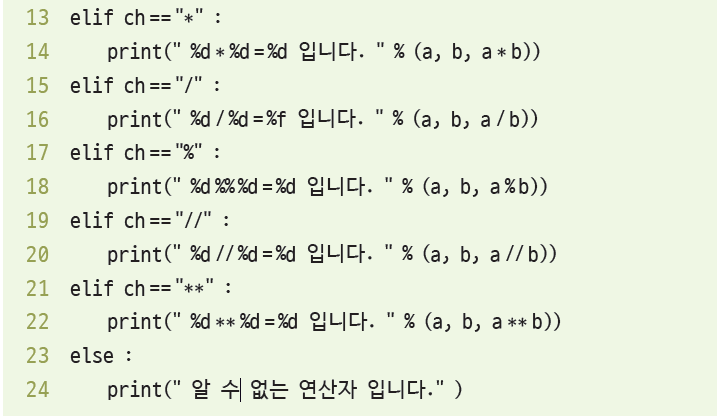 13 elif ch=="*" :
14 print(" %d*%d=%d 입니다. " % (a, b, a*b))
15 elif ch=="/" :
16 print(" %d/%d=%f 입니다. " % (a, b, a/b))
17 elif ch=="%" :
18 print(" %d%%%d=%d 입니다. " % (a, b, a%b))
19 elif ch=="//" :
20 print(" %d//%d=%d 입니다. " % (a, b, a//b))
21 elif ch=="**" :
22 print(" %d**%d=%d 입니다. " % (a, b, a**b))
23 else :
24 print(" 알 수 없는 연산자 입니다." )